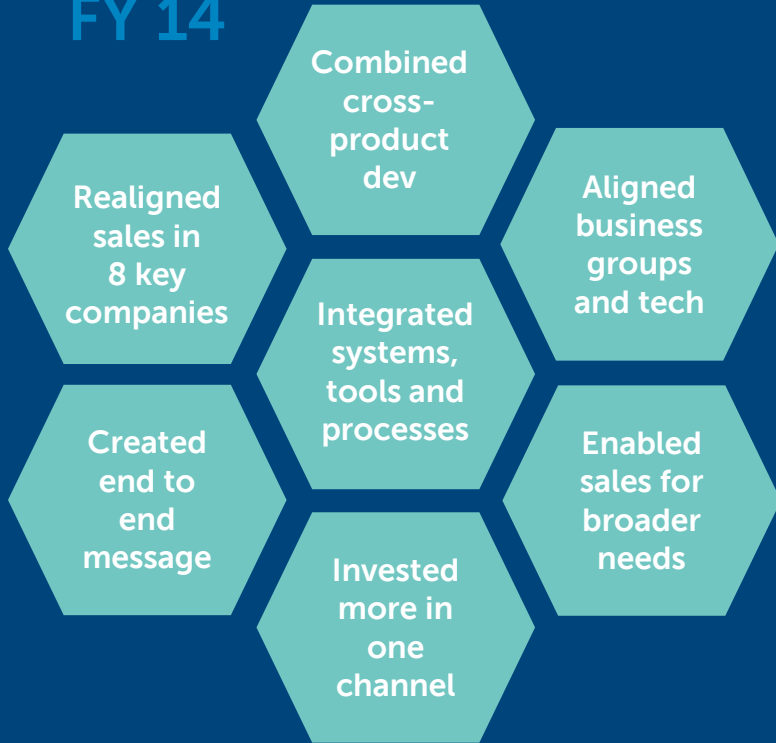 FY 14
Combined
cross-
product
dev
Realigned
sales in
8 key
companies
Aligned
business
groups
and tech
Integrated
systems,
tools and
processes
Created
end to
end
message
Enabled
sales for
broader
needs
Invested
more in
one
channel